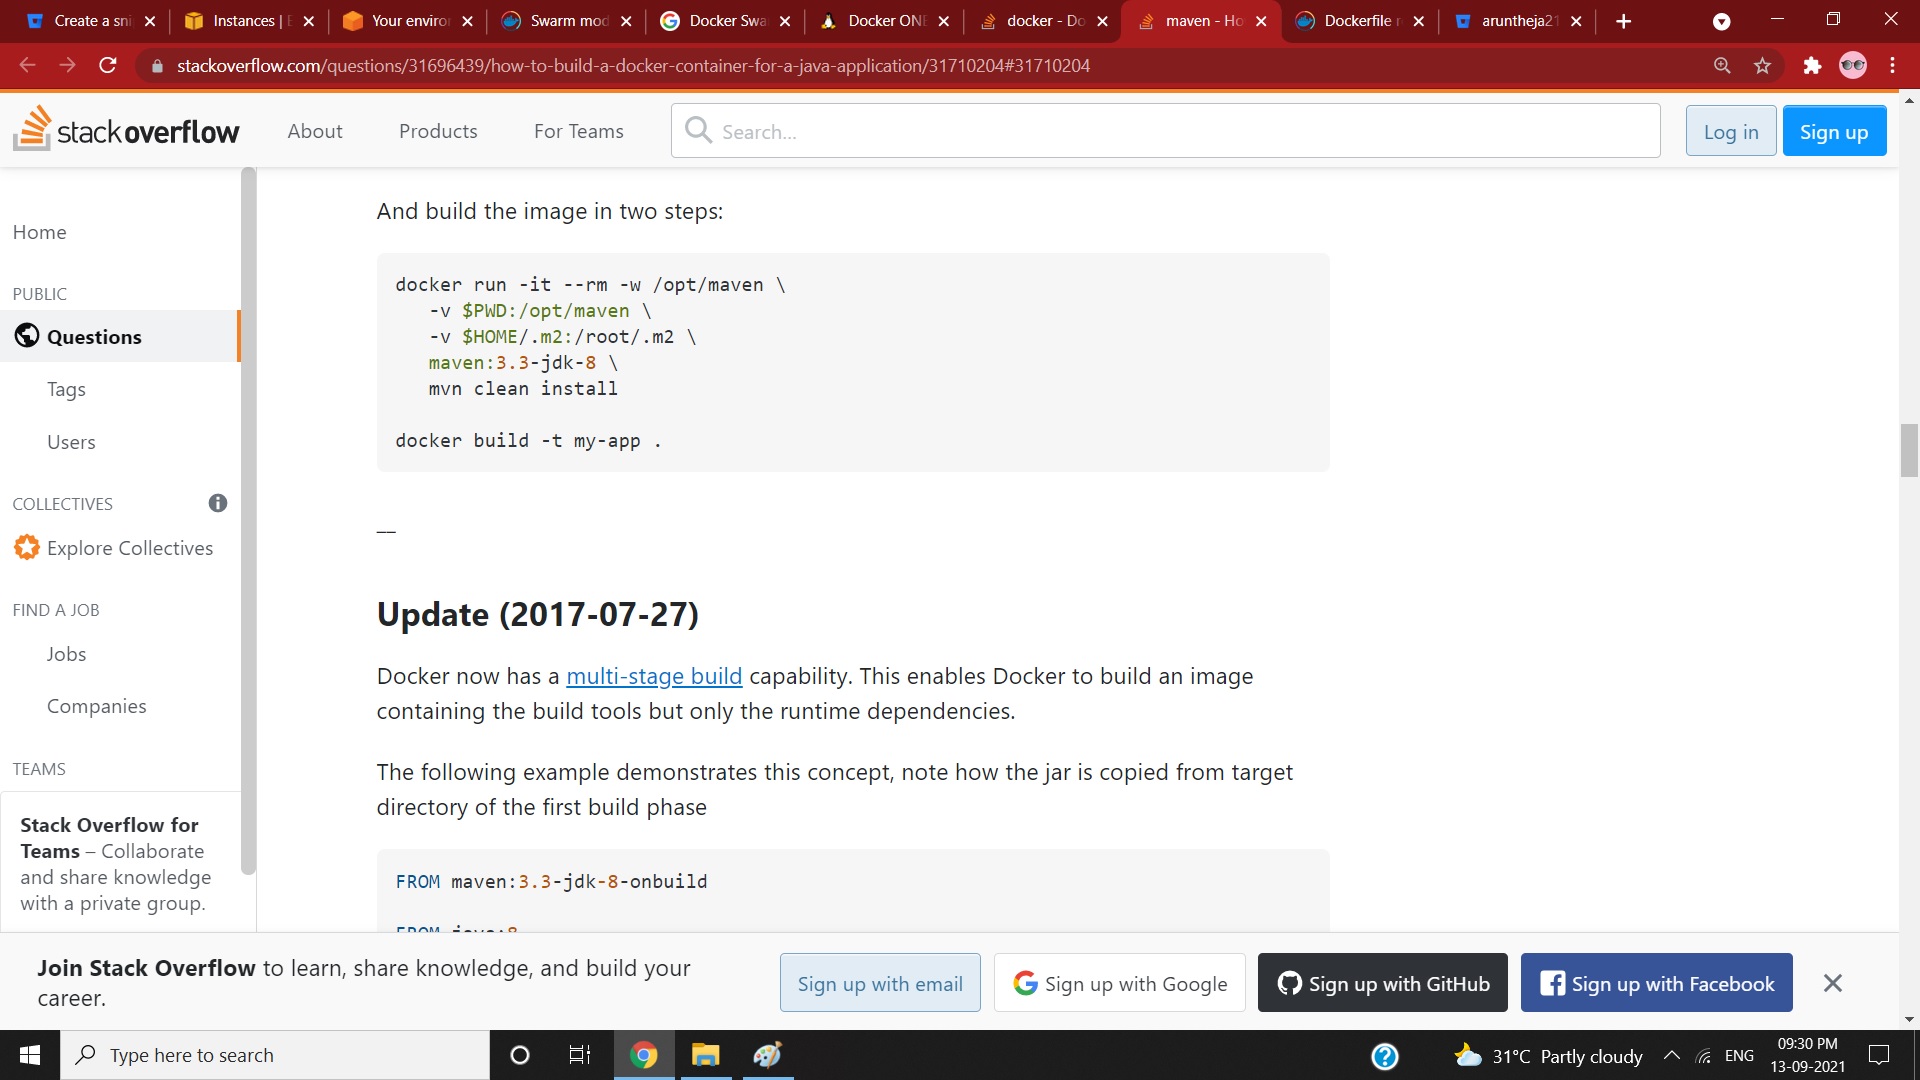 Create a sni
Instances | E
Your enviro
Swarm mod
Docker Swa
Docker ONE
docker - Do
maven - Ho
Dockerfile r
aruntheja21
stackoverflow.com/questions/31696439/how-to-build-a-docker-container-for-a-java-application/31710204#31710204
stackoverflow
About
Products
For Teams
Search...
Log in
Sign up
Home
PUBLIC
Questions
Tags
Users
COLLECTIVES
Explore Collectives
FIND A JOB
Jobs
Companies
TEAMS
Stack Overflow for
Teams – Collaborate
and share knowledge
with a private group.
And build the image in two steps:
docker run -it --rm -w /opt/maven \
-v $PWD:/opt/maven \
-v $HOME/.m2:/root/.m2 \
maven:3.3-jdk-8 \
mvn clean install
docker build -t my-app .
—
Update (2017-07-27)
Docker now has a multi-stage build capability. This enables Docker to build an image
containing the build tools but only the runtime dependencies.
The following example demonstrates this concept, note how the jar is copied from target
directory of the first build phase
FROM maven:3.3-jdk-8-onbuild
FROM java:8
Join Stack Overflow to learn, share knowledge, and build your
career.
Sign up with email
Sign up with Google
Sign up with GitHub
Sign up with Facebook
Type here to search
31°C Partly cloudy
ENG
09:30 PM
13-09-2021